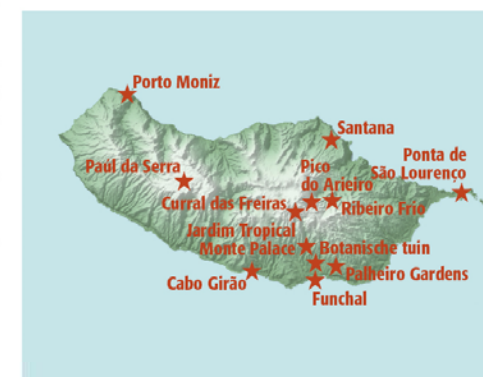 Porto Moniz
Santana
Ponta de
São Lourenço
Paúl da Serra
Pico
do Arieiro
Curral das Freiras
Ribeiro Frio
Jardim Tropical
Monte Palace
Botanische tuin
Palheiro Gardens
Cabo Girão
Funchal